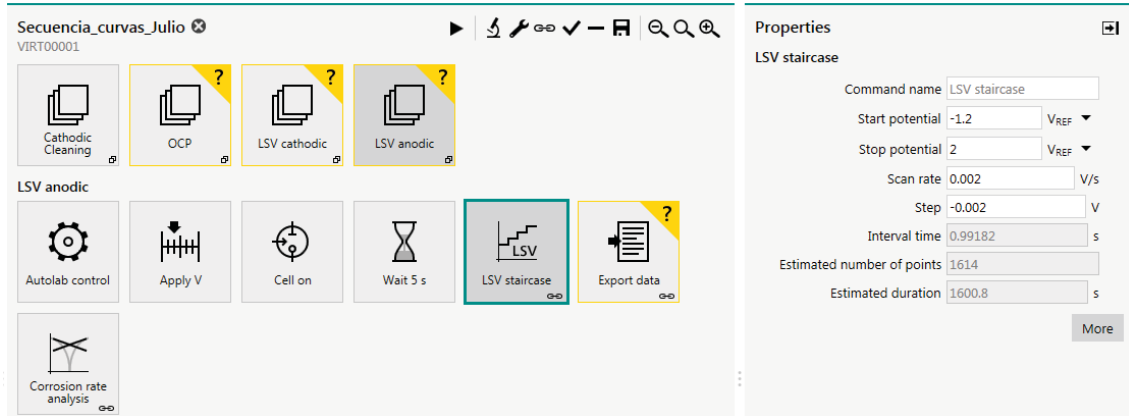 Secuencia_curvas_Julio
VIRT00001
Cathodic
Cleaning
?
OCP
?
LSV cathodic
?
LSV anodic
LSV anodic
Autolab control
Apply V
Cell on
Wait 5 s
LSV
LSV staircase
?
Export data
Corrosion rate
analysis
Properties
LSV staircase
Command name LSV staircase
Start potential -1.2 VREF
Stop potential 2 VREF
Scan rate 0.002 V/s
Step -0.002 V
Interval time 0.99182 s
Estimated number of points 1614
Estimated duration 1600.8 s
More